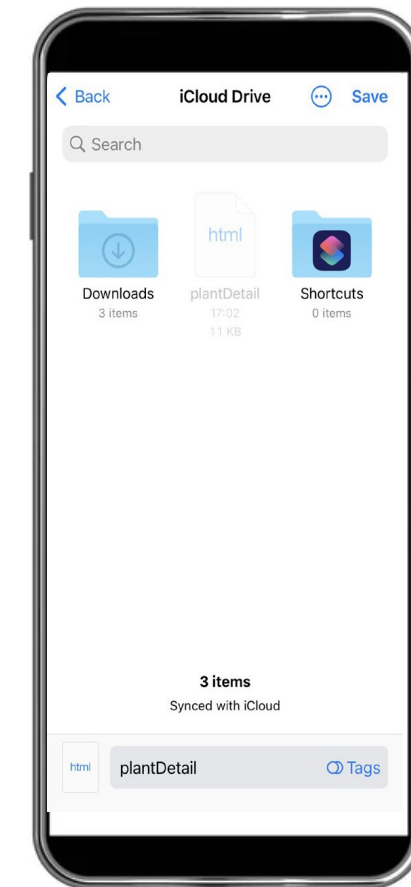 Back iCloud Drive Save
Search
html
Downloads plantDetail Shortcuts
3 items 17:02 0 items
11 KB
3 items
Synced with iCloud
html plantDetail Tags